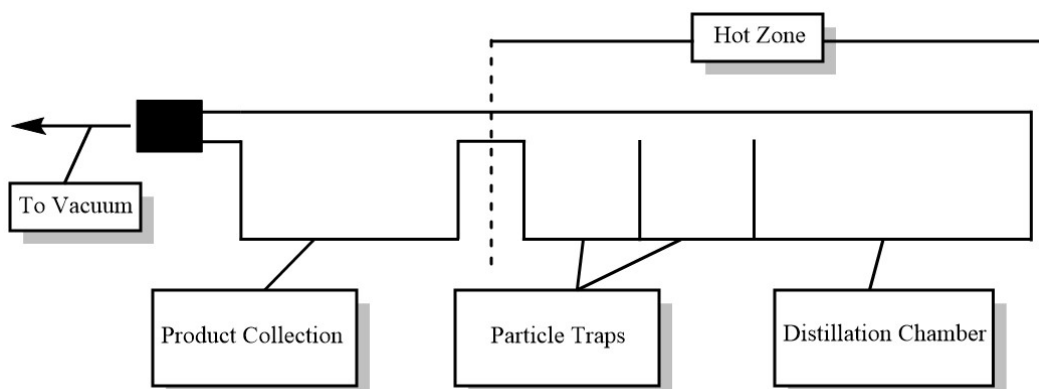 Hot Zone
To Vacuum
Product Collection
Particle Traps
Distillation Chamber